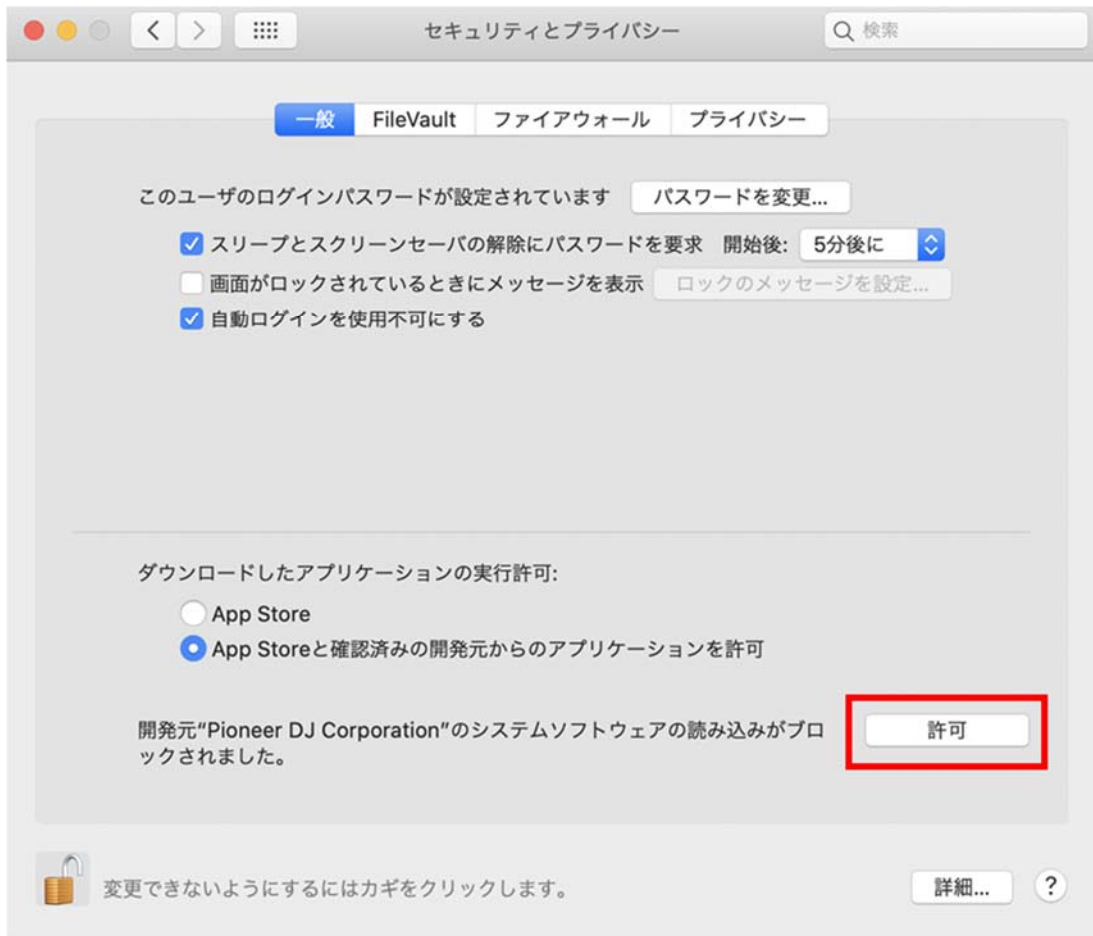 セキュリティとプライバシー
検索
一般 FileVault ファイアウォール プライバシー
このユーザのログインパスワードが設定されています パスワードを変更...
スリープとスクリーンセーバの解除にパスワードを要求 開始後: 5分後に
画面がロックされているときにメッセージを表示 ロックのメッセージを設定...
自動ログインを使用不可にする
ダウンロードしたアプリケーションの実行許可:
App Store
App Storeと確認済みの開発元からのアプリケーションを許可
開発元“Pioneer DJ Corporation”のシステムソフトウェアの読み込みがブロ
ックされました。
許可
変更できないようにするにはカギをクリックします。
詳細... ?